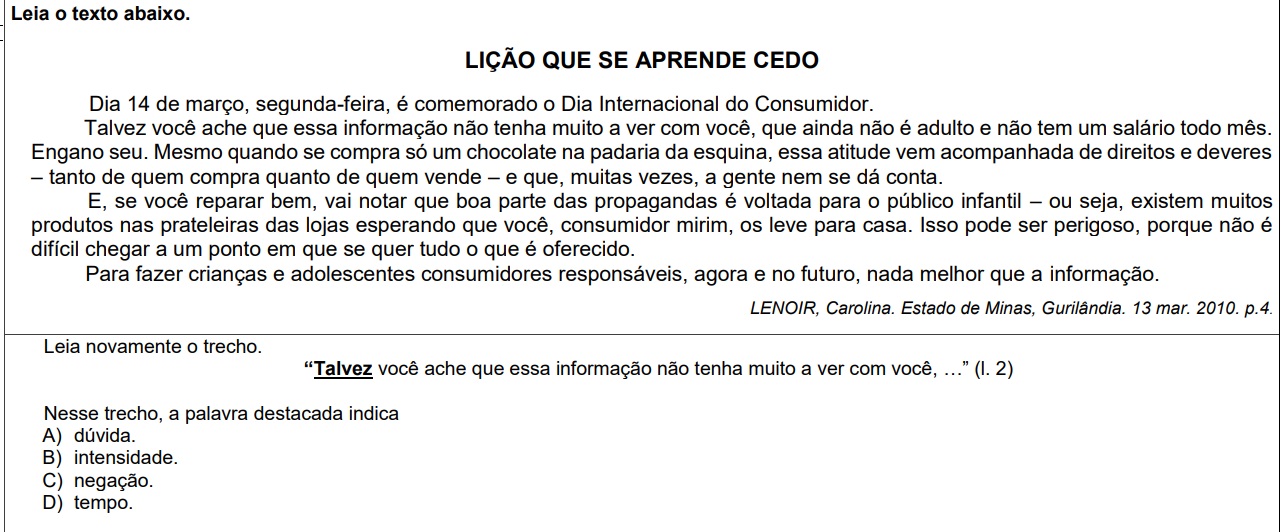 Leia o texto abaixo.
LIÇÃO QUE SE APRENDE CEDO
Dia 14 de março, segunda-feira, é comemorado o Dia Internacional do Consumidor.
Talvez você ache que essa informação não tenha muito a ver com você, que ainda não é adulto e não tem um salário todo mês.
Engano seu. Mesmo quando se compra só um chocolate na padaria da esquina, essa atitude vem acompanhada de direitos e deveres
– tanto de quem compra quanto de quem vende – e que, muitas vezes, a gente nem se dá conta.
E, se você reparar bem, vai notar que boa parte das propagandas é voltada para o público infantil – ou seja, existem muitos
produtos nas prateleiras das lojas esperando que você, consumidor mirim, os leve para casa. Isso pode ser perigoso, porque não é
difícil chegar a um ponto em que se quer tudo o que é oferecido.
Para fazer crianças e adolescentes consumidores responsáveis, agora e no futuro, nada melhor que a informação.
LENOIR, Carolina. Estado de Minas, Gurilândia. 13 mar. 2010. p.4.
Leia novamente o trecho.
“Talvez você ache que essa informação não tenha muito a ver com você, …” (l. 2)
Nesse trecho, a palavra destacada indica
A) dúvida.
B) intensidade.
C) negação.
D) tempo.